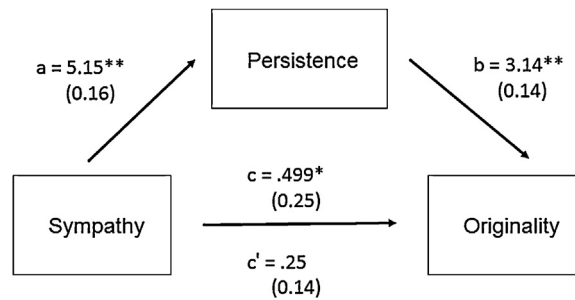 Persistence
a = 5.15**
(0.16)
b = 3.14**
(0.14)
Sympathy
c = .499*
(0.25)
c' = .25
(0.14)
Originality